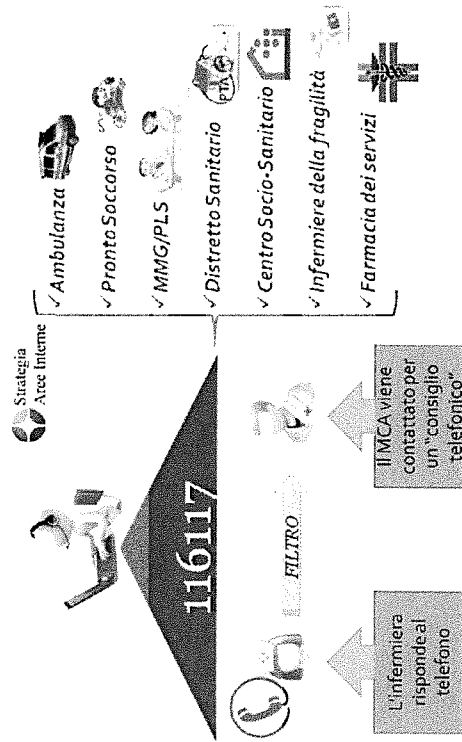 Strategia
Aree Interne
116117
FILTRO
L'infermiera
risponde al
telefono
Il MCA viene
contattato per
un "consiglio
telefonico"
✓ Ambulanza
✓ Pronto Soccorso
✓ MMG/PLS
✓ Distretto Sanitario
PTA
✓ Centro Socio-Sanitario
✓ Infermiere della fragilità
✓ Farmacia dei servizi